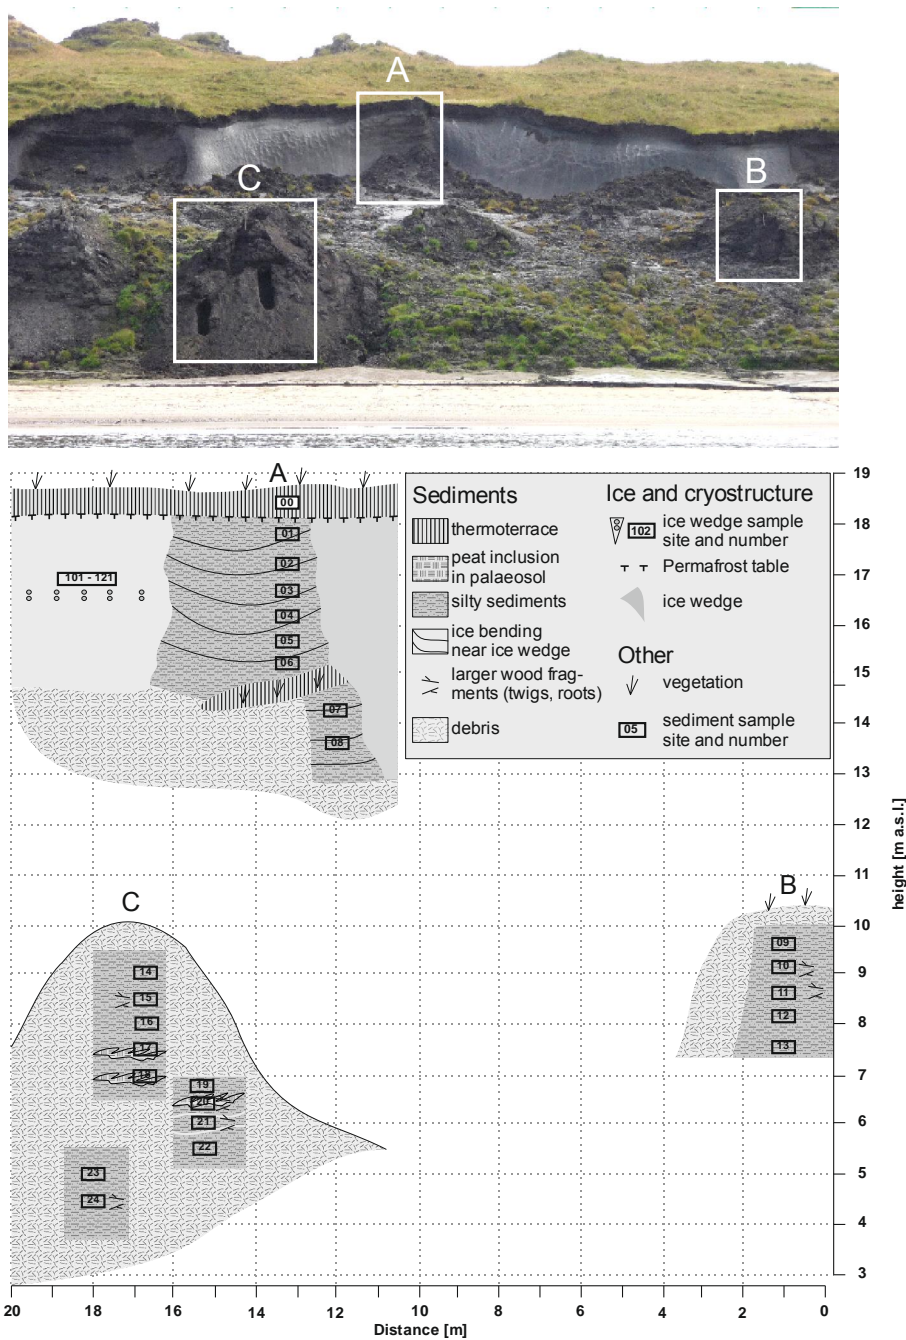 A
C
B
A
00
01
02
03
04
05
06
07
08
101 - 121
Sediments
thermoterrace
peat inclusion
in palaeosol
silty sediments
ice bending
near ice wedge
larger wood frag-
ments (twigs, roots)
debris
Ice and cryostructure
102
ice wedge sample
site and number
Permafrost table
ice wedge
Other
vegetation
05
sediment sample
site and number
19
18
17
16
15
14
13
12
11
10
9
8
7
6
5
4
3
height [m a.s.l.]
B
09
10
11
12
13
C
14
15
16
17
18
19
20
21
22
23
24
20
18
16
14
12
10
8
6
4
2
0
Distance [m]